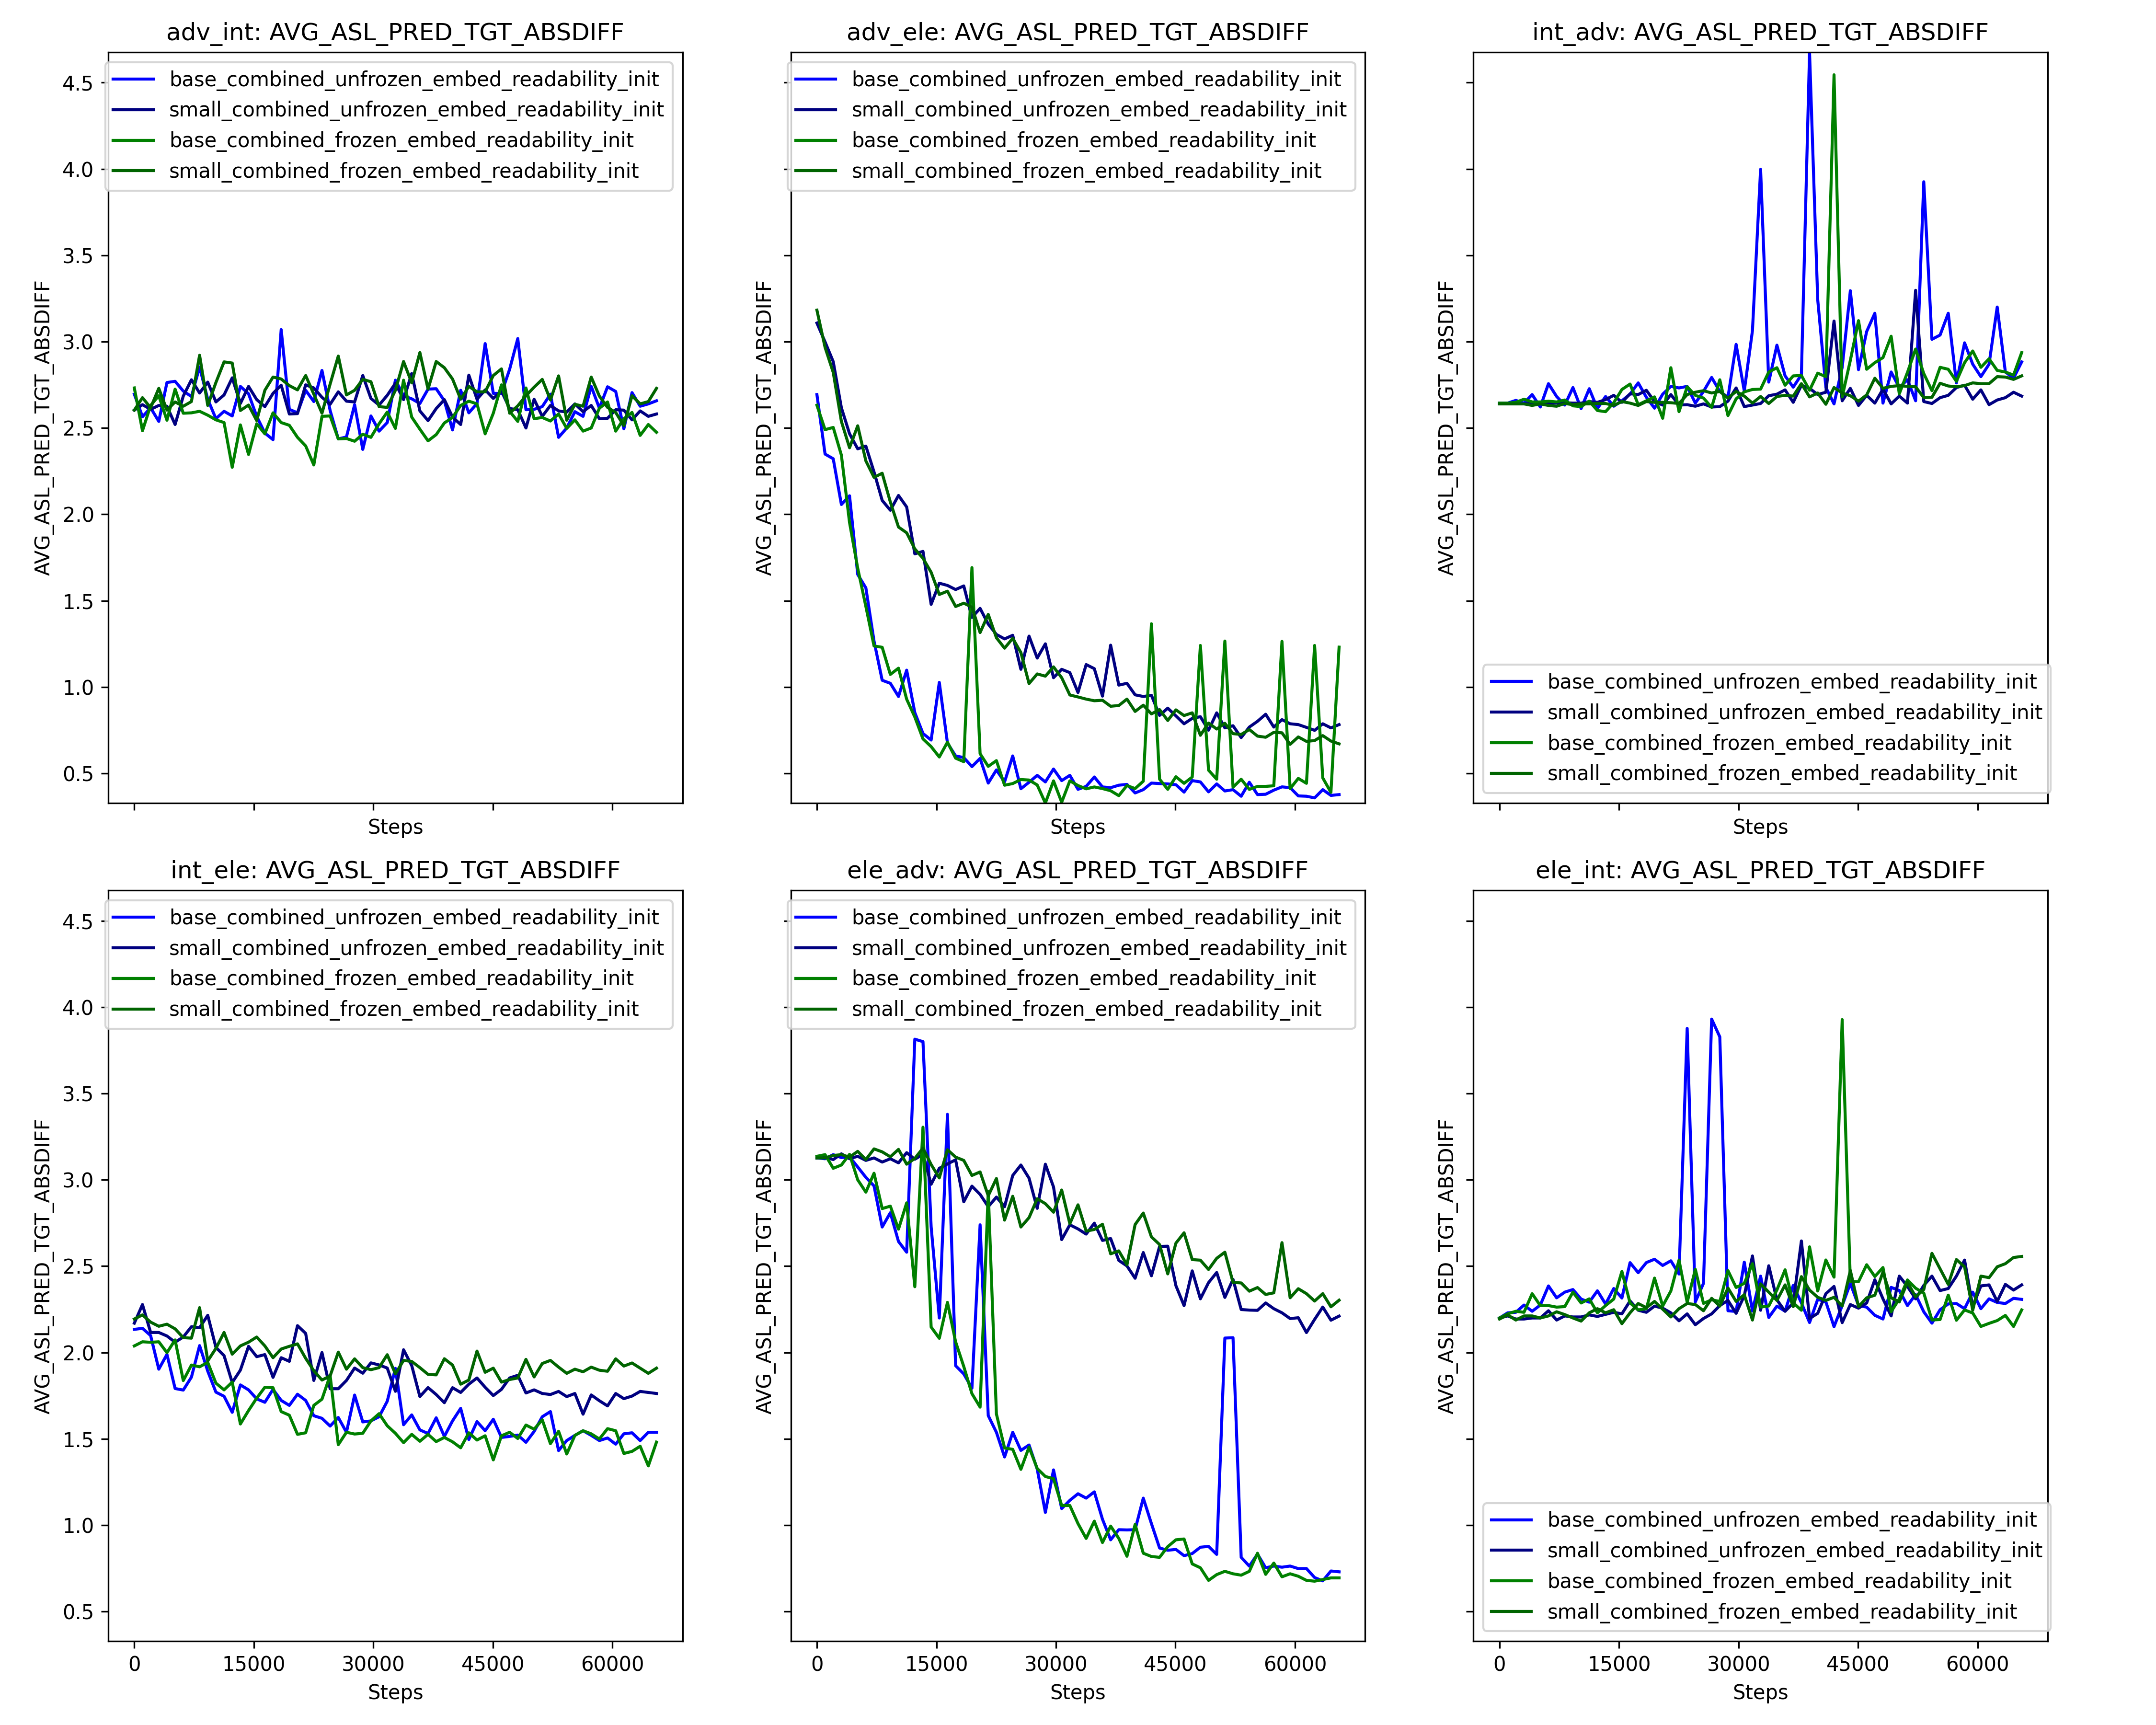 adv_int: AVG_ASL_PRED_TGT_ABSDIFF
base_combined_unfrozen_embed_readability_init
small_combined_unfrozen_embed_readability_init
base_combined_frozen_embed_readability_init
small_combined_frozen_embed_readability_init
4.5
4.0
3.5
3.0
2.5
2.0
1.5
1.0
0.5
AVG_ASL_PRED_TGT_ABSDIFF
Steps
adv_ele: AVG_ASL_PRED_TGT_ABSDIFF
base_combined_unfrozen_embed_readability_init
small_combined_unfrozen_embed_readability_init
base_combined_frozen_embed_readability_init
small_combined_frozen_embed_readability_init
AVG_ASL_PRED_TGT_ABSDIFF
Steps
int_adv: AVG_ASL_PRED_TGT_ABSDIFF
AVG_ASL_PRED_TGT_ABSDIFF
base_combined_unfrozen_embed_readability_init
small_combined_unfrozen_embed_readability_init
base_combined_frozen_embed_readability_init
small_combined_frozen_embed_readability_init
Steps
int_ele: AVG_ASL_PRED_TGT_ABSDIFF
base_combined_unfrozen_embed_readability_init
small_combined_unfrozen_embed_readability_init
base_combined_frozen_embed_readability_init
small_combined_frozen_embed_readability_init
4.5
4.0
3.5
3.0
2.5
2.0
1.5
1.0
0.5
AVG_ASL_PRED_TGT_ABSDIFF
0 15000 30000 45000 60000
Steps
ele_adv: AVG_ASL_PRED_TGT_ABSDIFF
base_combined_unfrozen_embed_readability_init
small_combined_unfrozen_embed_readability_init
base_combined_frozen_embed_readability_init
small_combined_frozen_embed_readability_init
AVG_ASL_PRED_TGT_ABSDIFF
0 15000 30000 45000 60000
Steps
ele_int: AVG_ASL_PRED_TGT_ABSDIFF
AVG_ASL_PRED_TGT_ABSDIFF
base_combined_unfrozen_embed_readability_init
small_combined_unfrozen_embed_readability_init
base_combined_frozen_embed_readability_init
small_combined_frozen_embed_readability_init
0 15000 30000 45000 60000
Steps